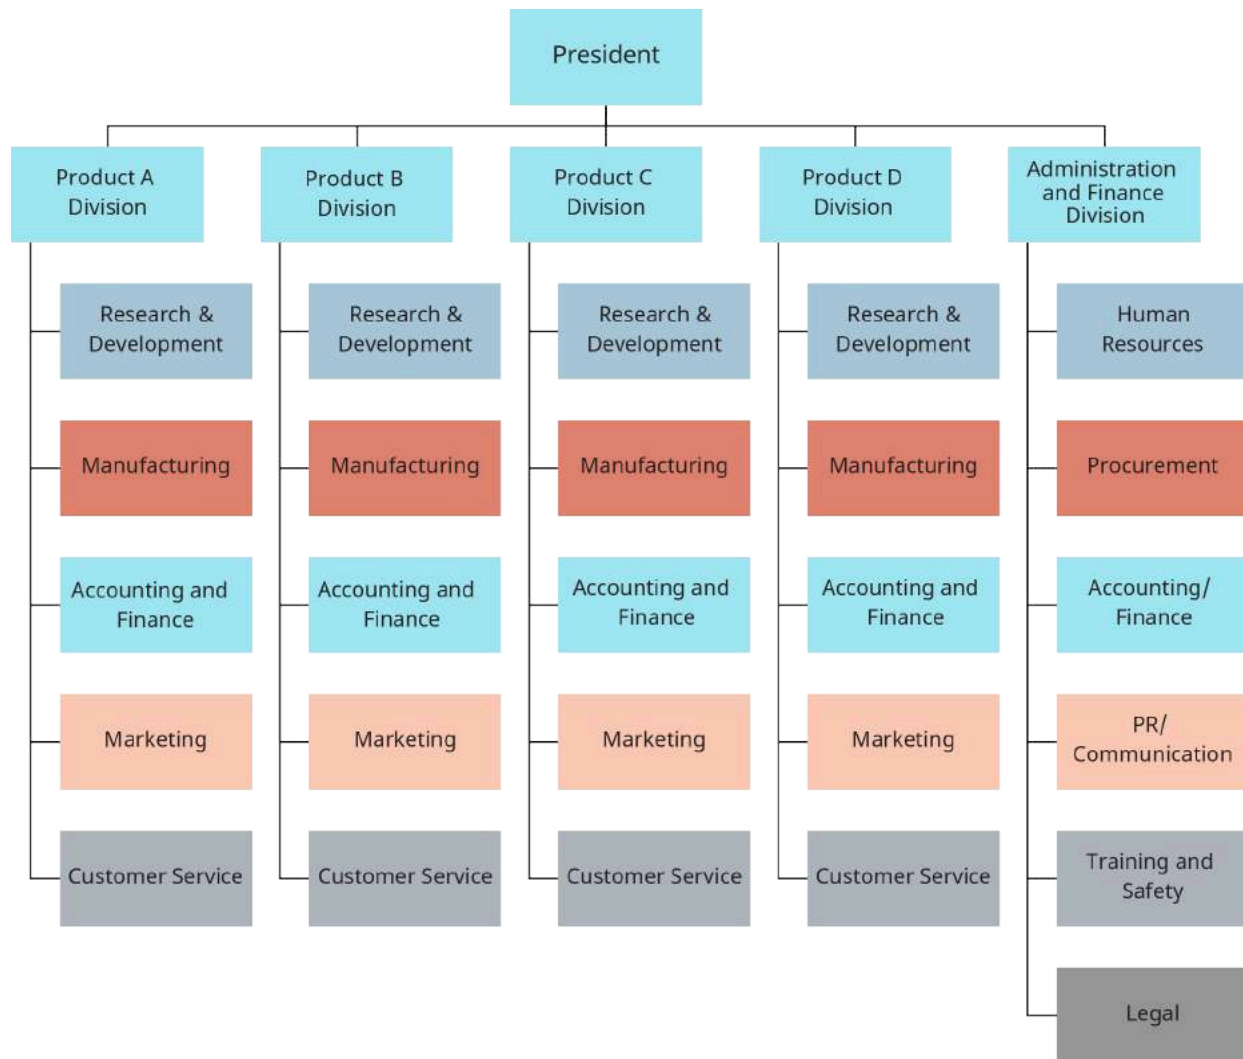 President
Product A
Division
Product B
Division
Product C
Division
Product D
Division
Administration
and Finance
Division
Research &
Development
Research &
Development
Research &
Development
Research &
Development
Human
Resources
Manufacturing
Manufacturing
Manufacturing
Manufacturing
Procurement
Accounting and
Finance
Accounting and
Finance
Accounting and
Finance
Accounting and
Finance
Accounting/
Finance
Marketing
Marketing
Marketing
Marketing
PR/
Communication
Customer Service
Customer Service
Customer Service
Customer Service
Training and
Safety
Legal